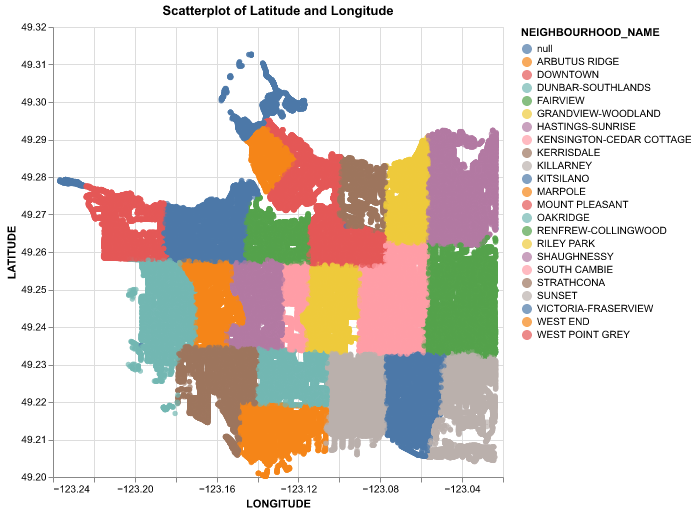 Scatterplot of Latitude and Longitude
49.32
49.31
49.30
49.29
49.28
49.27
49.26
49.25
49.24
49.23
49.22
49.21
49.20
LATITUDE
−123.24
−123.20
−123.16
−123.12
−123.08
−123.04
LONGITUDE
NEIGHBOURHOOD_NAME
null
ARBUTUS RIDGE
DOWNTOWN
DUNBAR-SOUTHLANDS
FAIRVIEW
GRANDVIEW-WOODLAND
HASTINGS-SUNRISE
KENSINGTON-CEDAR COTTAGE
KERRISDALE
KILLARNEY
KITSILANO
MARPOLE
MOUNT PLEASANT
OAKRIDGE
RENFREW-COLLINGWOOD
RILEY PARK
SHAUGHNESSY
SOUTH CAMBIE
STRATHCONA
SUNSET
VICTORIA-FRASERVIEW
WEST END
WEST POINT GREY